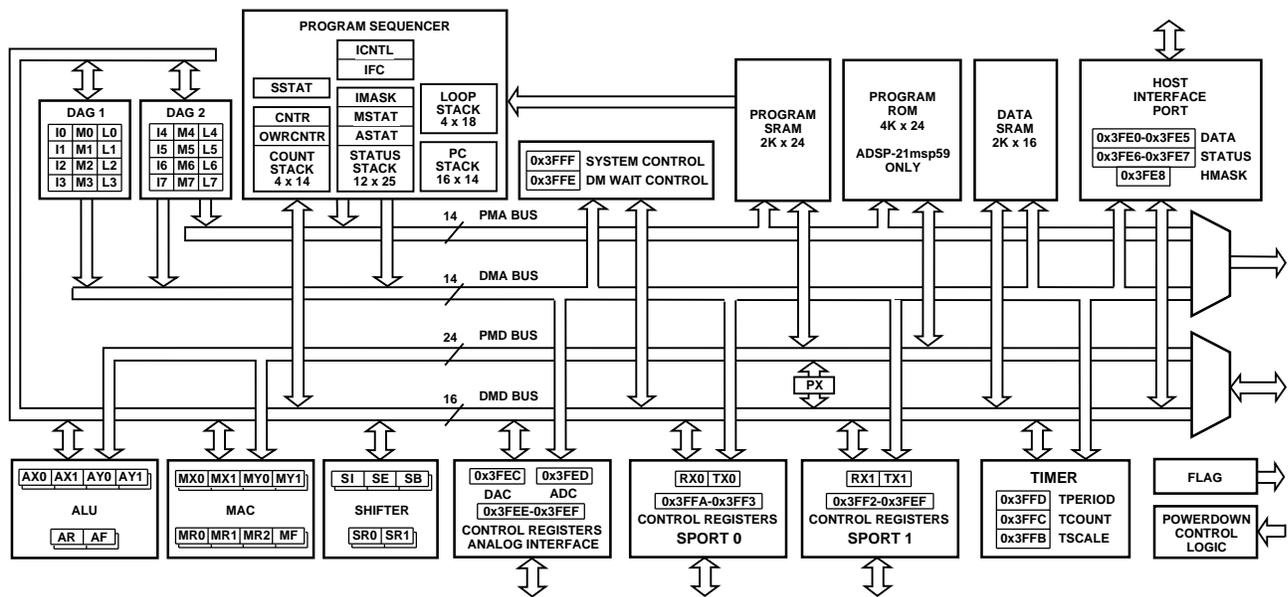 PROGRAM SEQUENCER
ICNTL
IFC
SSTAT
CNTR
OWRCNTR
COUNT
STACK
4 x 14
IMASK
MSTAT
ASTAT
STATUS
STACK
12 x 25
LOOP
STACK
4 x 18
PC
STACK
16 x 14
DAG 1
I0 M0 L0
I1 M1 L1
I2 M2 L2
I3 M3 L3
DAG 2
I4 M4 L4
I5 M5 L5
I6 M6 L6
I7 M7 L7
0x3FFF SYSTEM CONTROL
0x3FFE DM WAIT CONTROL
PROGRAM
SRAM
2K x 24
PROGRAM
ROM
4K x 24
ADSP-21msp59
ONLY
DATA
SRAM
2K x 16
HOST
INTERFACE
PORT
0x3FE0-0x3FE5 DATA
0x3FE6-0x3FE7 STATUS
0x3FE8 HMASK
14 PMA BUS
14 DMA BUS
24 PMD BUS
PX
16 DMD BUS
AX0 AX1 AY0 AY1
ALU
AR AF
MX0 MX1 MY0 MY1
MAC
MR0 MR1 MR2 MF
SI SE SB
SHIFTER
SR0 SR1
0x3FEC 0x3FED
DAC ADC
0x3FEE-0x3FEF
CONTROL REGISTERS
ANALOG INTERFACE
RX0 TX0
0x3FFA-0x3FF3
CONTROL REGISTERS
SPORT 0
RX1 TX1
0x3FF2-0x3FEF
CONTROL REGISTERS
SPORT 1
TIMER
0x3FFD TPERIOD
0x3FFC TCOUNT
0x3FFB TSCALE
FLAG
POWERDOWN
CONTROL
LOGIC